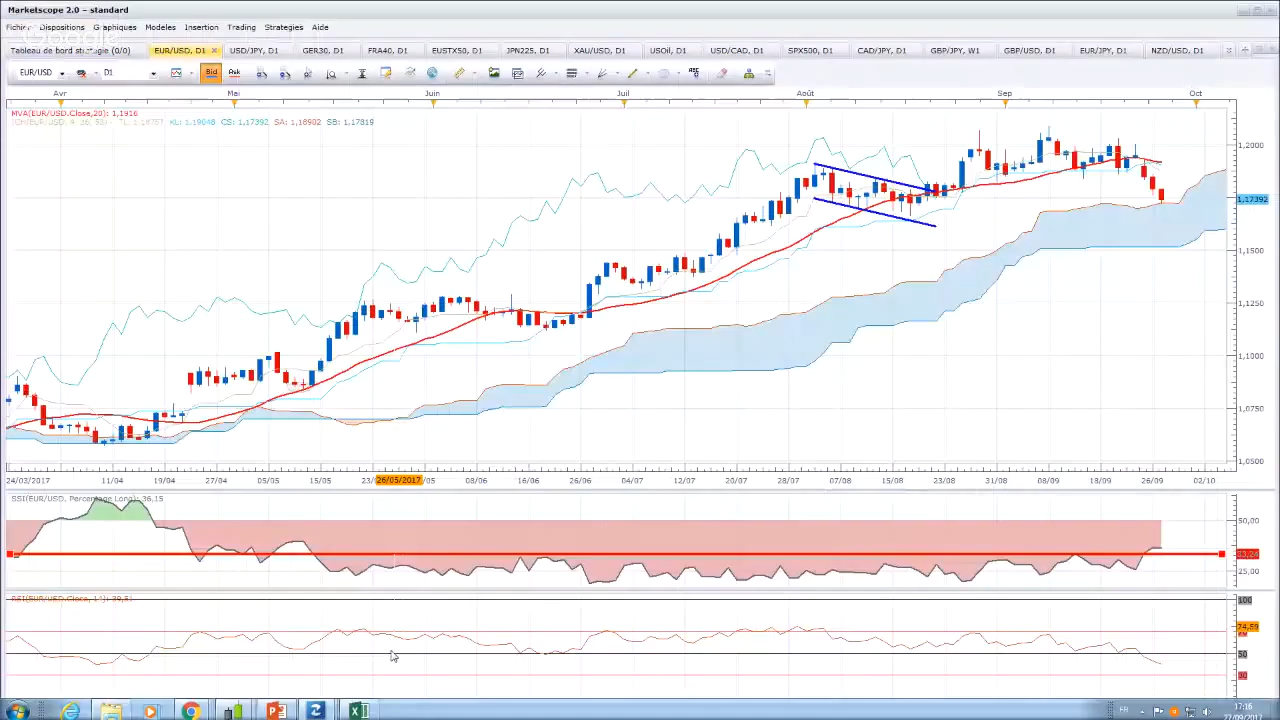 Marketscope 2.0 - standard
Fichier Dispositions Graphiques Modeles Insertion Trading Strategies Aide
Tableau de bord stratégie (0/0) EUR/USD, D1 USD/JPY, D1 GER30, D1 FRA40, D1 EUSTX50, D1 JPN225, D1 XAU/USD, D1 USOil, D1 USD/CAD, D1 SPX500, D1 CAD/JPY, D1 GBP/JPY, W1 GBP/USD, D1 EUR/JPY, D1 NZD/USD, D1
EUR/USD D1 Bid Ask ABC
Avr Mai Juin Juil Août Sep Oct
MVA(EUR/USD.Close,20): 1,1916
KL: 1,19048 CS: 1,17392 SA: 1,18902 SB: 1,17819
1,2000
1,17392
1,1500
1,1250
1,1000
1,0750
1,0500
24/03/2017 11/04 19/04 05/05 15/05 26/05/2017 08/06 16/06 26/06 04/07 12/07 20/07 28/07 07/08 15/08 23/08 31/08 08/09 18/09 26/09 02/10
SSI(EUR/USD, Percentage Long): 36,15
50,00
33,24
25,00
100
74,59
50
30
FR
17:16
27/09/2017